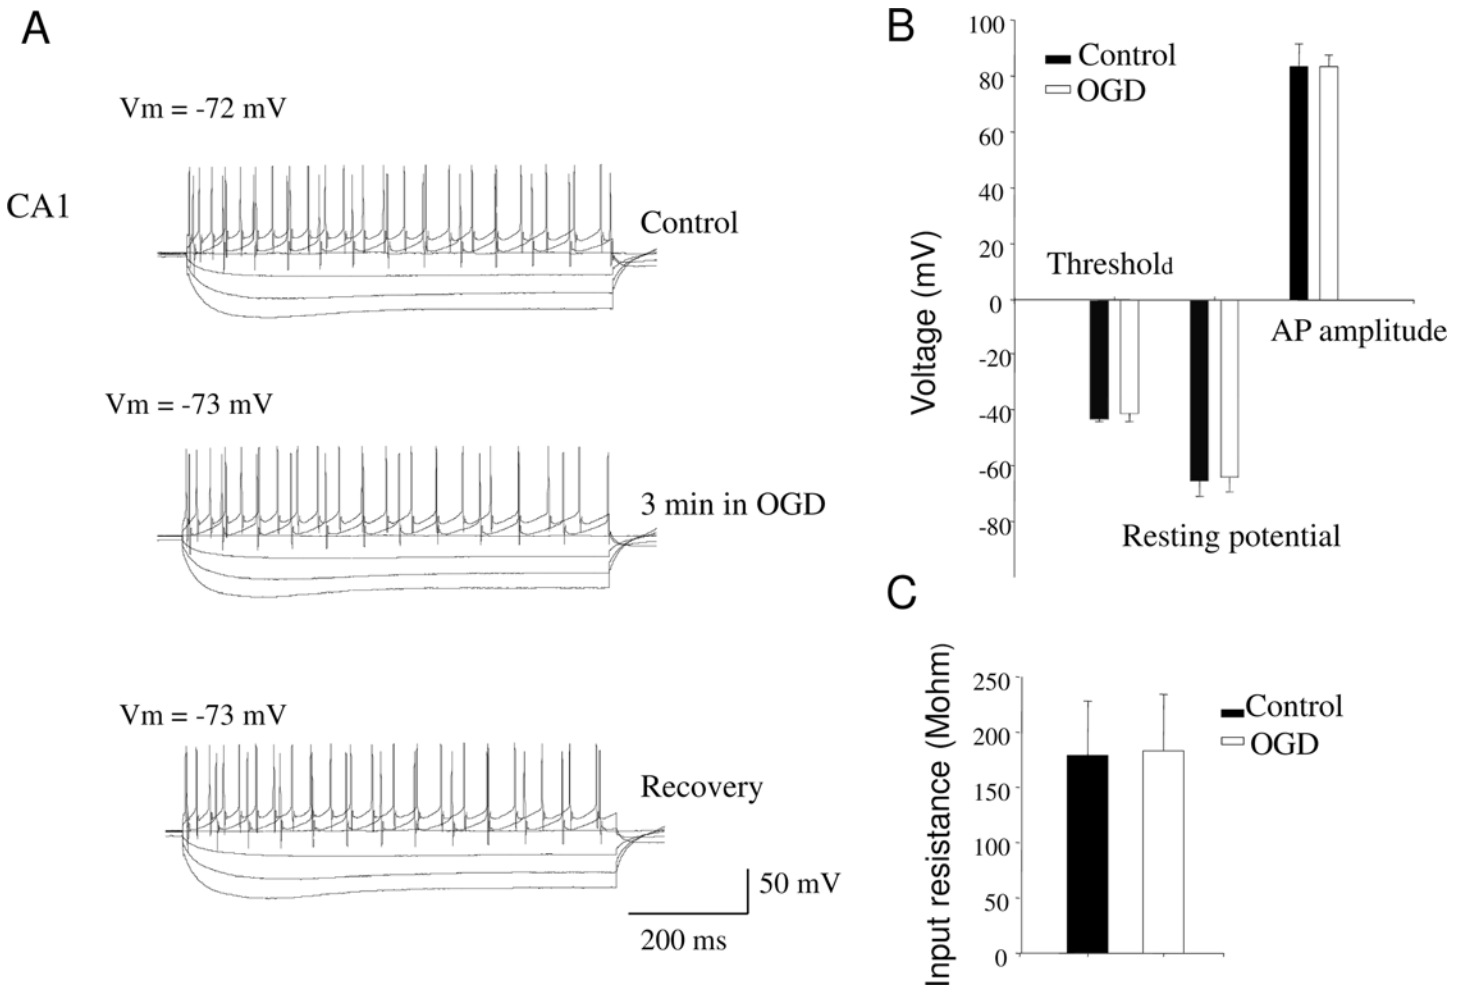 A
Vm = -72 mV
CA1
Control
Vm = -73 mV
3 min in OGD
Vm = -73 mV
Recovery
50 mV
200 ms
B
Control
OGD
Voltage (mV)
100
80
60
40
20
0
-20
-40
-60
-80
Threshold
AP amplitude
Resting potential
C
Input resistance (Mohm)
250
200
150
100
50
0
Control
OGD